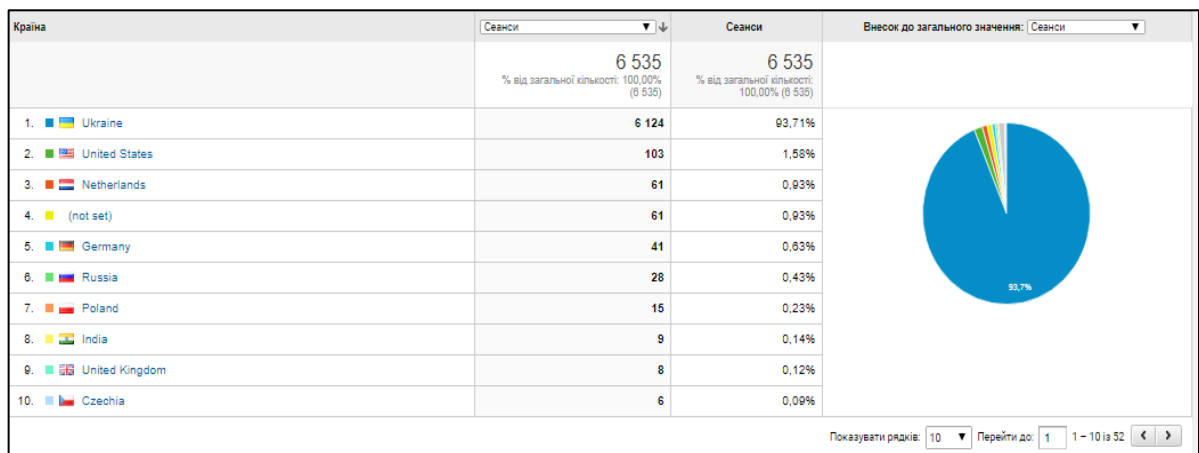 Країна Сеанси Сеанси Внесок до загального значення: Сеанси
6 535 6 535
% від загальної кількості: 100,00% % від загальної кількості:
(6 535) 100,00% (6 535)
1. Ukraine 6 124 93,71%
2. United States 103 1,58%
3. Netherlands 61 0,93%
4. (not set) 61 0,93%
5. Germany 41 0,63%
6. Russia 28 0,43%
7. Poland 15 0,23%
8. India 9 0,14%
9. United Kingdom 8 0,12%
10. Czechia 6 0,09%
93,7%
Показувати рядків: 10 Перейти до: 1 1 – 10 із 52